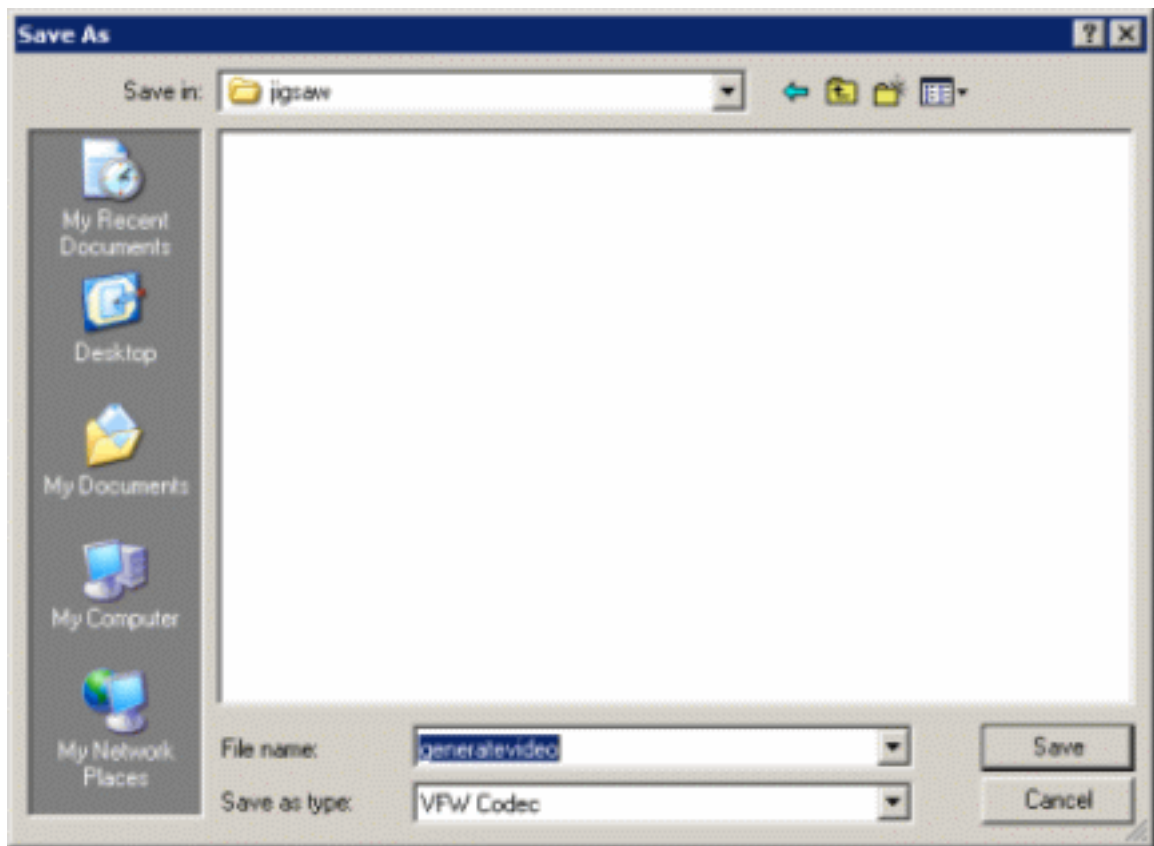 Save As
Save in: jigsaw
My Recent
Documents
Desktop
My Documents
My Computer
My Network
Places
File name: generatevideo Save
Save as type: VFW Codec Cancel